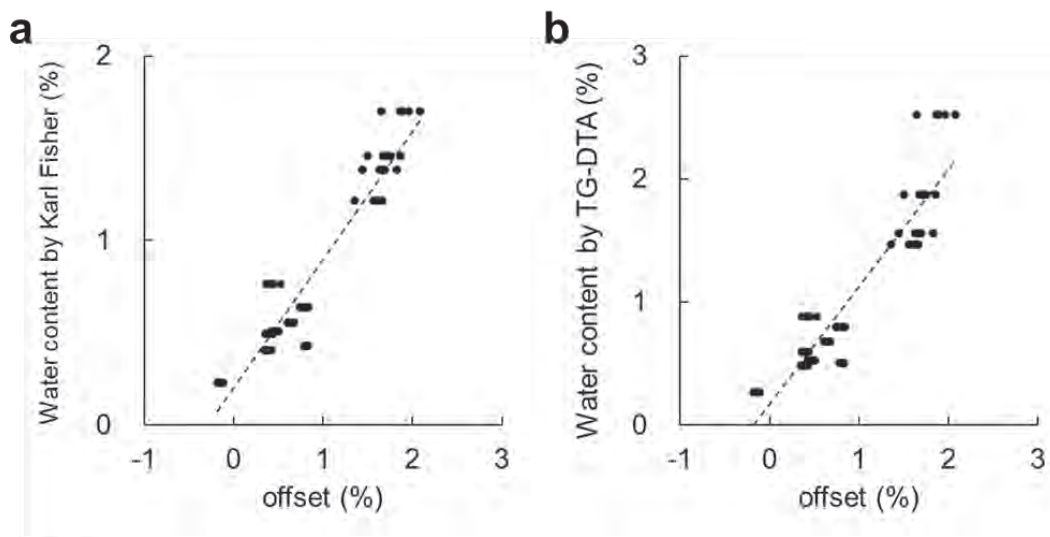 a
Water content by Karl Fisher (%)
2
1
0
-1 0 1 2 3
offset (%)
b
Water content by TG-DTA (%)
3
2
1
0
-1 0 1 2 3
offset (%)